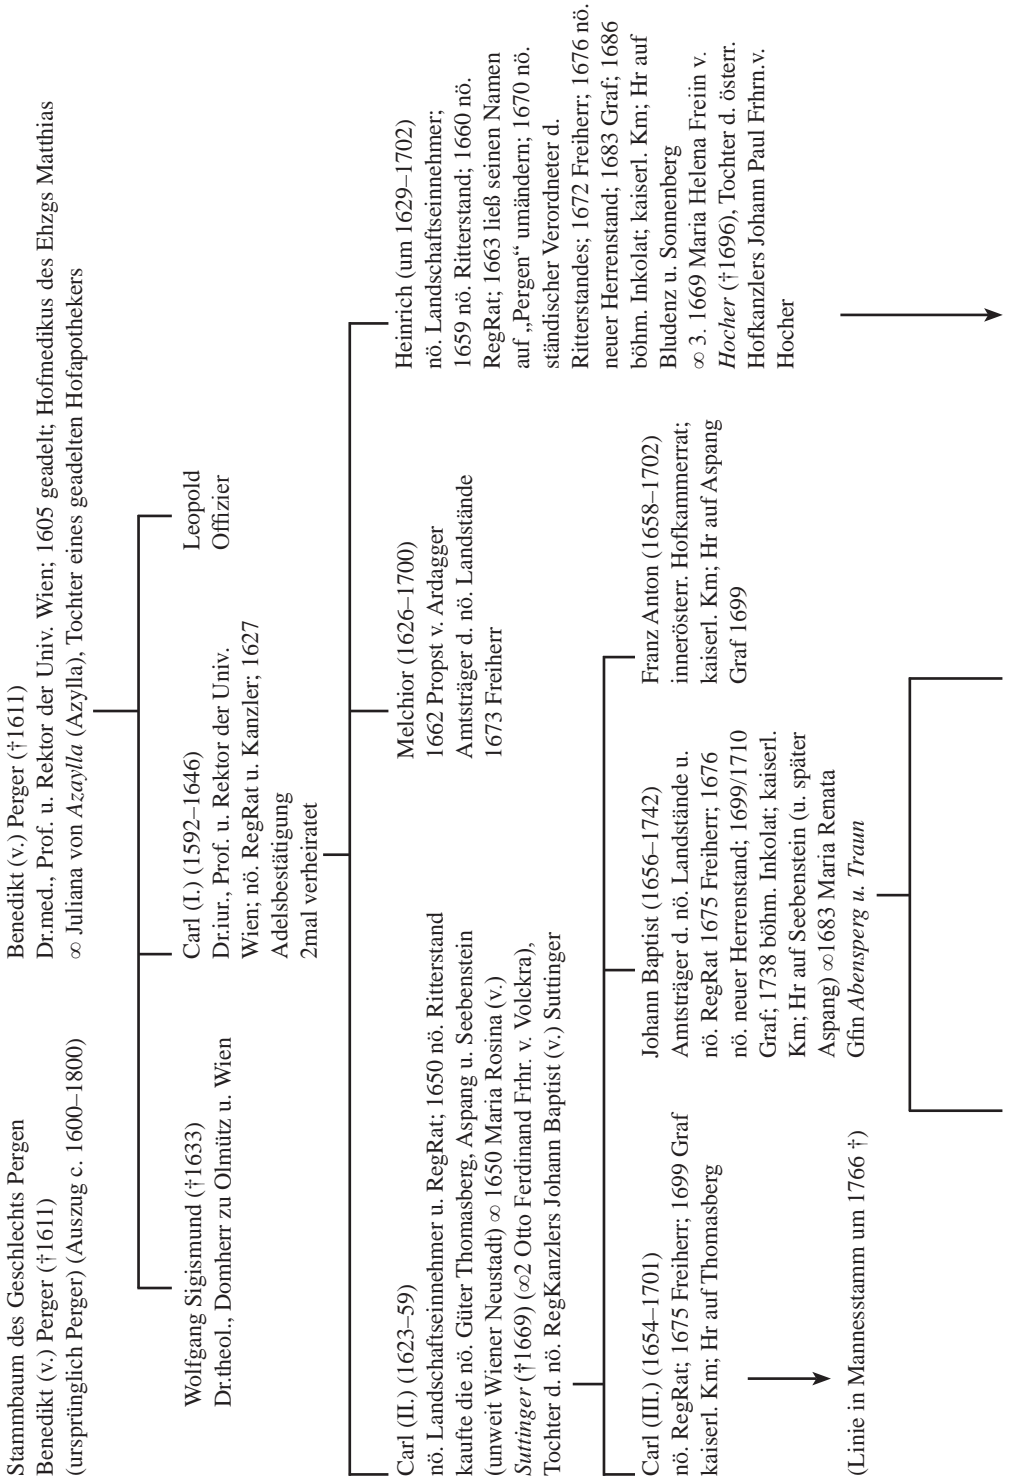 Stammbaum des Geschlechts Pergen
Benedikt (v.) Perger (†1611)
(ursprünglich Perger) (Auszug c. 1600–1800)
Benedikt (v.) Perger (†1611)
Dr.med., Prof. u. Rektor der Univ. Wien; 1605 geadelt; Hofmedikus des Ehzgs Mathias
∞ Juliana von Azaylla (Azylla), Tochter eines geadelten Hofapothekers
Wolfgang Sigismund (†1633)
Dr.theol., Domherr zu Olmütz u. Wien
Carl (I.) (1592–1646)
Dr.iur., Prof. u. Rektor der Univ.
Wien; nö. RegRat u. Kanzler; 1627
Adelsbestätigung
2mal verheiratet
Leopold
Offizier
Carl (II.) (1623–59)
nö. Landschaftseinnehmer u. RegRat; 1650 nö. Ritterstand
kaufte die nö. Güter Thomasberg, Aspang u. Seebenstein
(unweit Wiener Neustadt) ∞ 1650 Maria Rosina (v.)
Suttinger (†1669) (∞2 Otto Ferdinand Frhr. v. Volckra),
Tochter d. nö. RegKanzlers Johann Baptist (v.) Suttinger
Melchior (1626–1700)
1662 Propst v. Ardagger
Amtsträger d. nö. Landstände
1673 Freiherr
Heinrich (um 1629–1702)
nö. Landschaftseinnehmer;
1659 nö. Ritterstand; 1660 nö.
RegRat; 1663 ließ seinen Namen
auf „Pergen“ umändern; 1670 nö.
ständischer Verordneter d.
Ritterstandes; 1672 Freiherr; 1676 nö.
neuer Herrenstand; 1683 Graf; 1686
böhm. Inkolat; kaiserl. Km; Hr auf
Bludenz u. Sonnenberg
∞ 3. 1669 Maria Helena Freiin v.
Hocher (†1696), Tochter d. österr.
Hofkanzlers Johann Paul Frhrn.v.
Hocher
Carl (III.) (1654–1701)
nö. RegRat; 1675 Freiherr; 1699 Graf
kaiserl. Km; Hr auf Thomasberg
Johann Baptist (1656–1742)
Amtsträger d. nö. Landstände u.
nö. RegRat 1675 Freiherr; 1676
nö. neuer Herrenstand; 1699/1710
Graf; 1738 böhm. Inkolat; kaiserl.
Km; Hr auf Seebenstein (u. später
Aspang) ∞1683 Maria Renata
Gfin Abensperg u. Traun
Franz Anton (1658–1702)
innerösterr. Hofkammerrat;
kaiserl. Km; Hr auf Aspang
Graf 1699
(Linie in Mannesstamm um 1766 †)